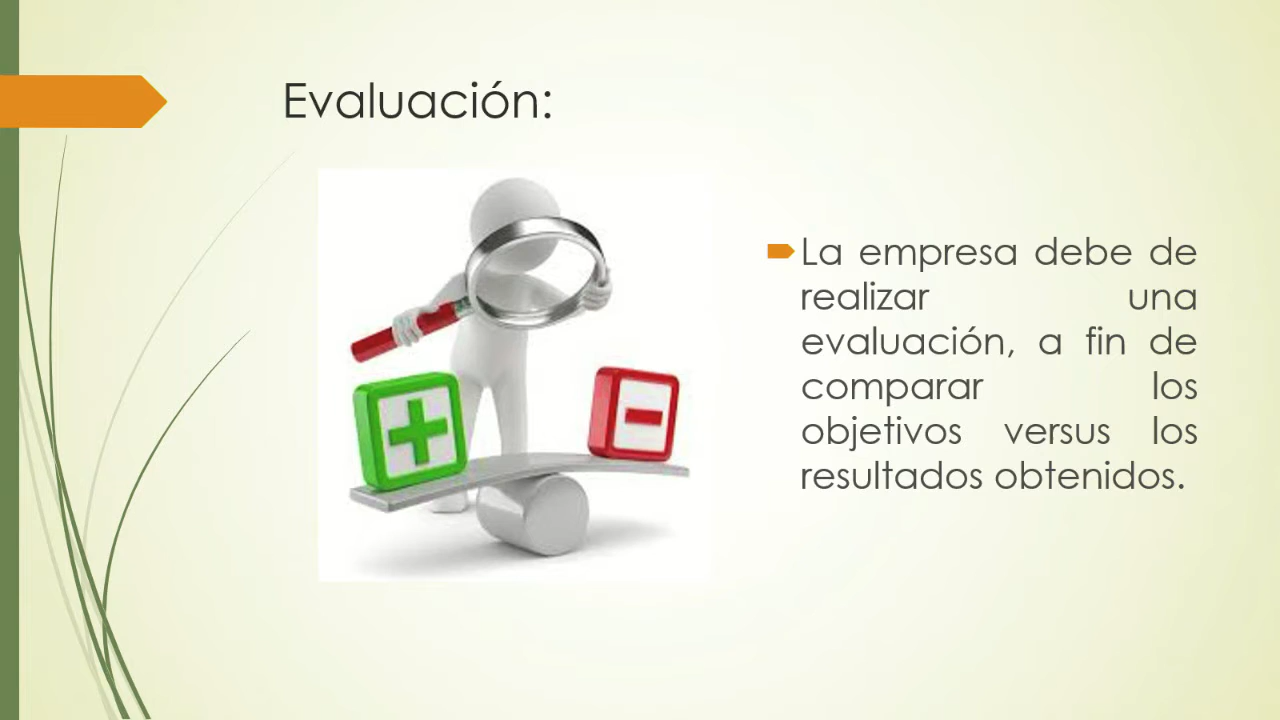 Evaluación:
La empresa debe de
realizar una
evaluación, a fin de
comparar los
objetivos versus los
resultados obtenidos.